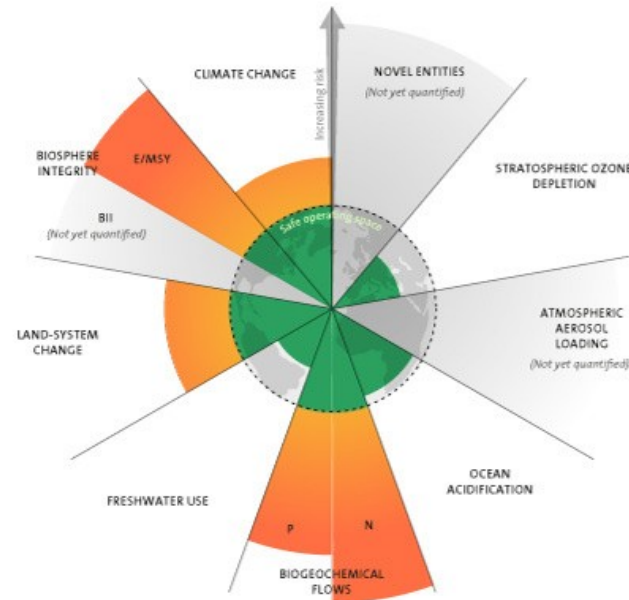 CLIMATE CHANGE
Increasing risk
NOVEL ENTITIES
(Not yet quantified)
STRATOSPHERIC OZONE
DEPLETION
ATMOSPHERIC
AEROSOL
LOADING
(Not yet quantified)
OCEAN
ACIDIFICATION
N
P
BIOGEOCHEMICAL
FLOWS
FRESHWATER USE
LAND-SYSTEM
CHANGE
BIOSPHERE
INTEGRITY
E/MSY
BII
(Not yet quantified)
Safe operating space